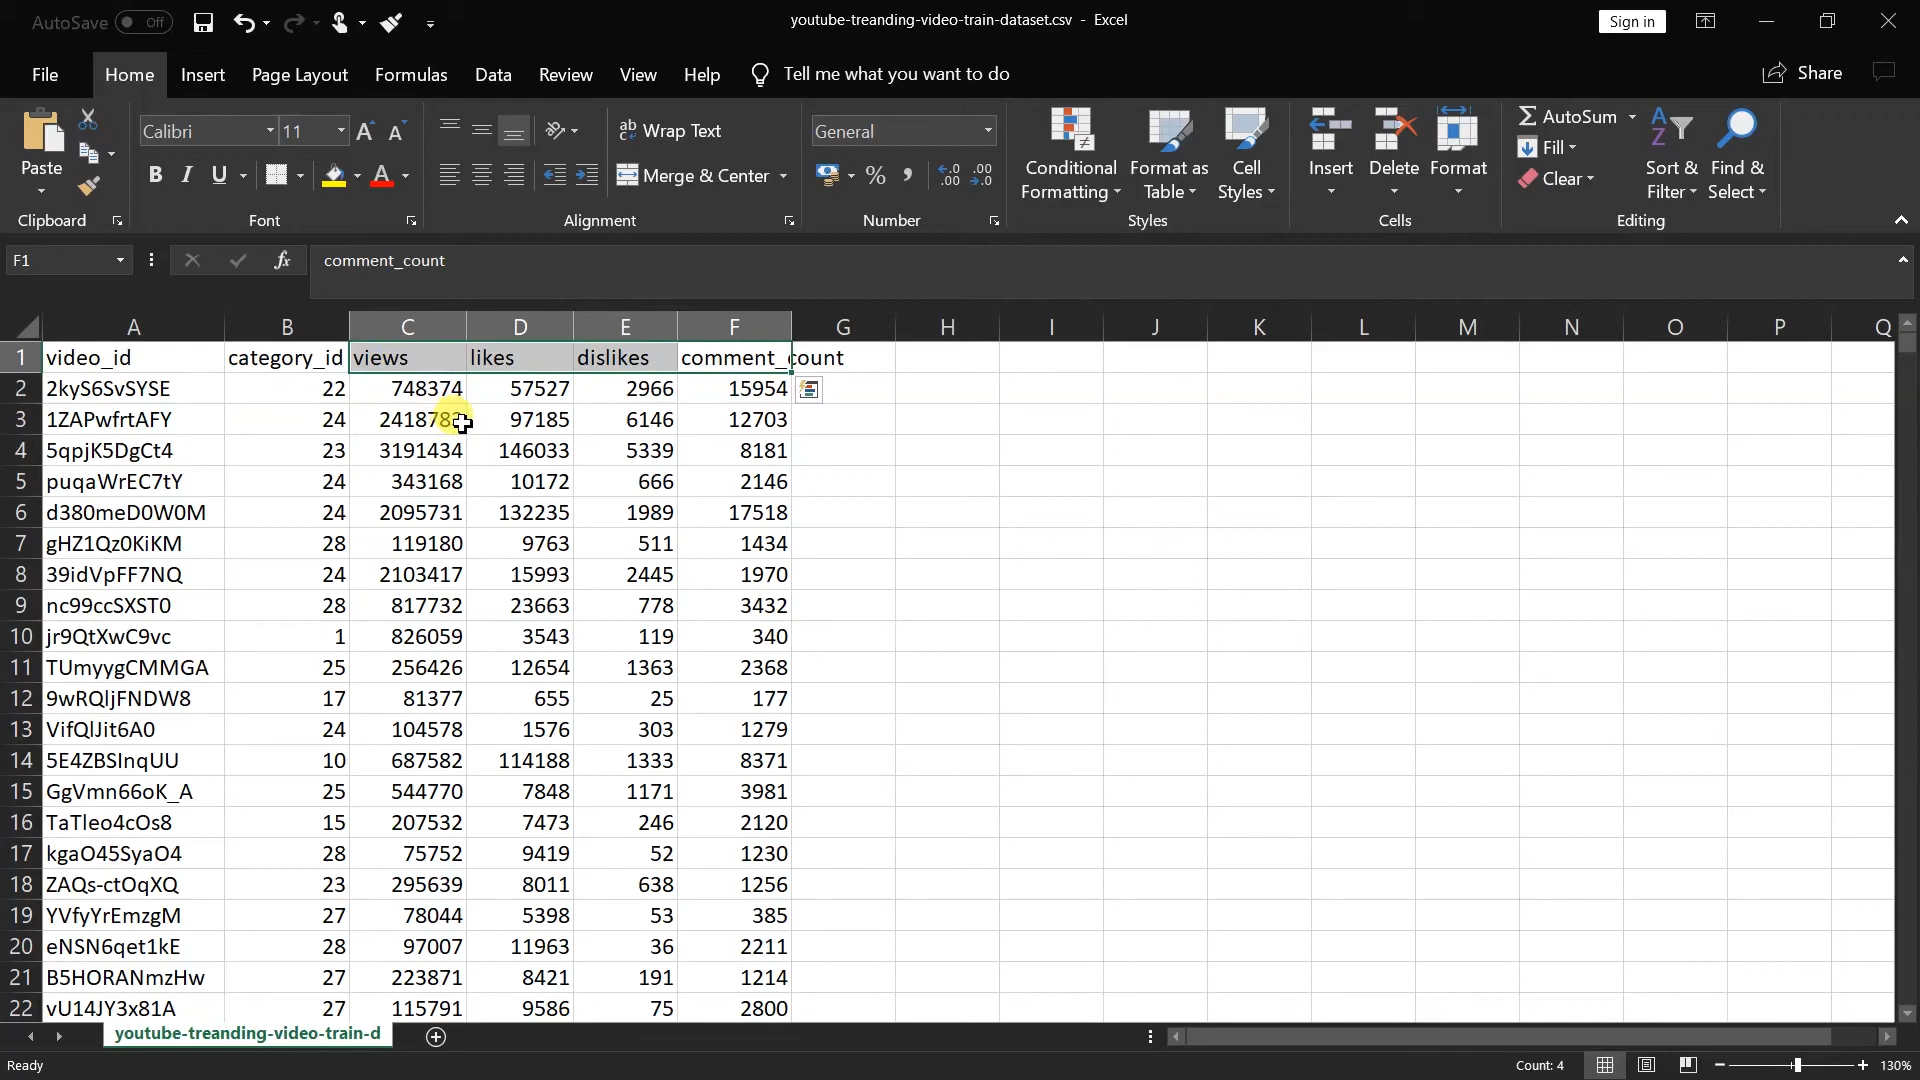 AutoSave Off
youtube-treanding-video-train-dataset.csv - Excel
Sign in
File Home Insert Page Layout Formulas Data Review View Help Tell me what you want to do
Share
Paste
Clipboard
Calibri 11
A A
B I U A
Font
ab Wrap Text
Merge & Center
Alignment
General
% , .00 .00
Number
Conditional Formatting
Format as Table
Cell Styles
Styles
Insert
Delete
Format
Cells
AutoSum
Fill
Clear
Sort & Filter
Find & Select
Editing
F1 fx comment_count
A B C D E F G H I J K L M N O P Q
1 video_id category_id views likes dislikes comment_count
2 2kyS6SvSYSE 22 748374 57527 2966 15954
3 1ZAPwfrtAFY 24 97185 6146 12703
4 5qpjK5DgCt4 23 3191434 146033 5339 8181
5 puqaWrEC7tY 24 343168 10172 666 2146
6 d380meD0W0M 24 2095731 132235 1989 17518
7 gHZ1Qz0KiKM 28 119180 9763 511 1434
8 39idVpFF7NQ 24 2103417 15993 2445 1970
9 nc99ccSXST0 28 817732 23663 778 3432
10 jr9QtXwC9vc 1 826059 3543 119 340
11 TUmyygCMMGA 25 256426 12654 1363 2368
12 9wRQljFNDW8 17 81377 655 25 177
13 VifQlJit6A0 24 104578 1576 303 1279
14 5E4ZBSInqUU 10 687582 114188 1333 8371
15 GgVmn66oK_A 25 544770 7848 1171 3981
16 TaTleo4cOs8 15 207532 7473 246 2120
17 kgaO45SyaO4 28 75752 9419 52 1230
18 ZAQs-ctOqXQ 23 295639 8011 638 1256
19 YVfyYrEmzgM 27 78044 5398 53 385
20 eNSN6qet1kE 28 97007 11963 36 2211
21 B5HORANmzHw 27 223871 8421 191 1214
22 vU14JY3x81A 27 115791 9586 75 2800
youtube-treanding-video-train-d
Ready
Count: 4
130%